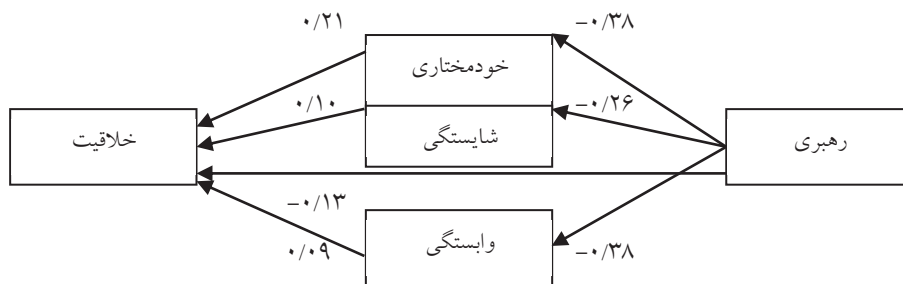 ۰/۲۱
-۰/۳۸
خودمختاری
۰/۱۰
-۰/۲۶
خلاقیت
شایستگی
رهبری
-۰/۱۳
وابستگی
۰/۰۹
-۰/۳۸